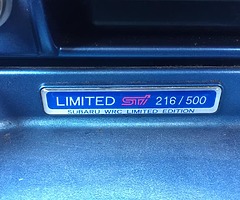 LIMITED STi 216/500
SUBARU WRC LIMITED EDITION